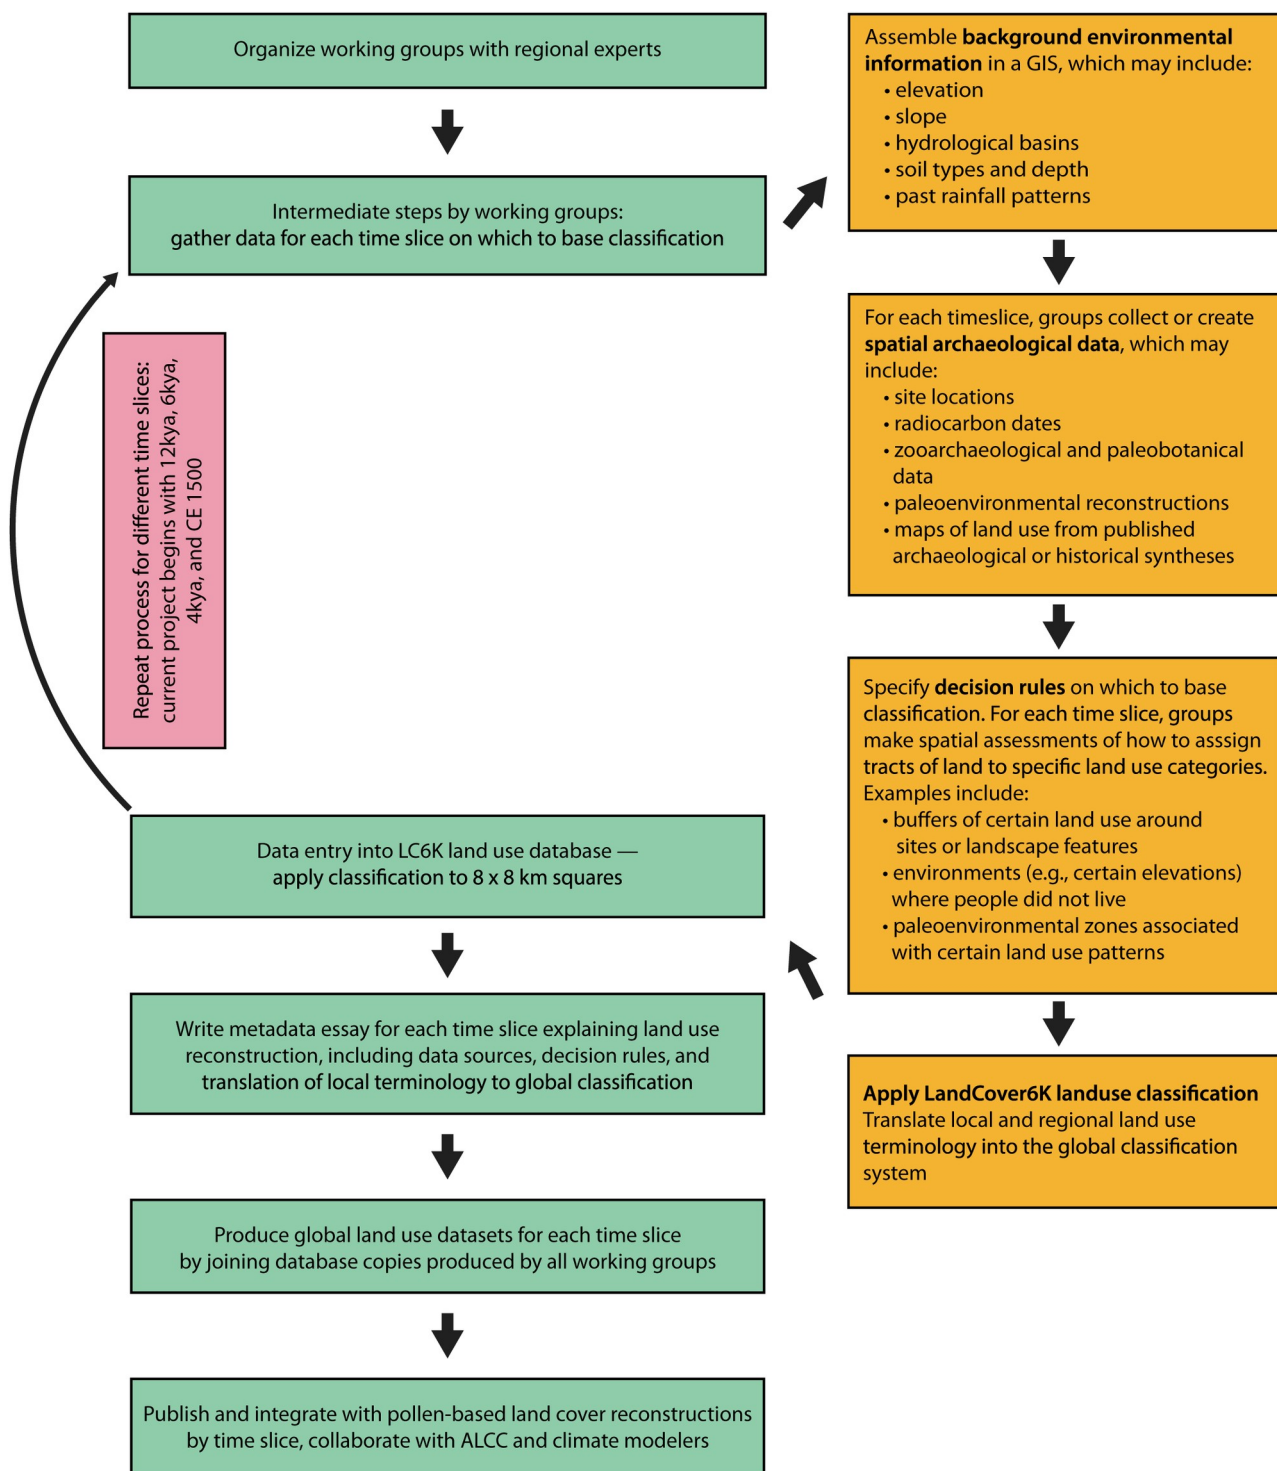 Organize working groups with regional experts
Intermediate steps by working groups:
gather data for each time slice on which to base classification
Assemble background environmental
information in a GIS, which may include:
• elevation
• slope
• hydrological basins
• soil types and depth
• past rainfall patterns
For each timeslice, groups collect or create
spatial archaeological data, which may
include:
• site locations
• radiocarbon dates
• zooarchaeological and paleobotanical
data
• paleoenvironmental reconstructions
• maps of land use from published
archaeological or historical syntheses
Specify decision rules on which to base
classification. For each time slice, groups
make spatial assessments of how to asssign
tracts of land to specific land use categories.
Examples include:
• buffers of certain land use around
sites or landscape features
• environments (e.g., certain elevations)
where people did not live
• paleoenvironmental zones associated
with certain land use patterns
Apply LandCover6K landuse classification
Translate local and regional land use
terminology into the global classification
system
Repeat process for different time slices:
current project begins with 12kya, 6kya,
4kya, and CE 1500
Data entry into LC6K land use database —
apply classification to 8 x 8 km squares
Write metadata essay for each time slice explaining land use
reconstruction, including data sources, decision rules, and
translation of local terminology to global classification
Produce global land use datasets for each time slice
by joining database copies produced by all working groups
Publish and integrate with pollen-based land cover reconstructions
by time slice, collaborate with ALCC and climate modelers